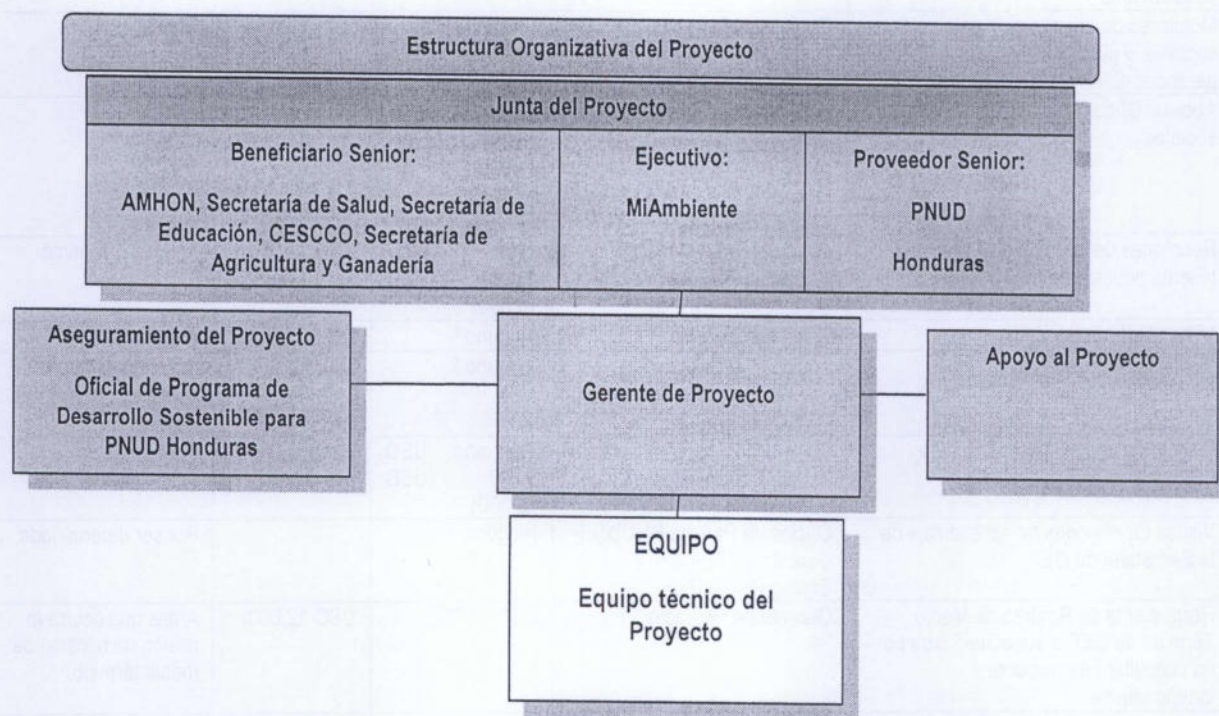 Estructura Organizativa del Proyecto
Junta del Proyecto
Beneficiario Senior:
AMHON, Secretaría de Salud, Secretaría de
Educación, CESCCO, Secretaría de
Agricultura y Ganadería
Ejecutivo:
MiAmbiente
Proveedor Senior:
PNUD
Honduras
Aseguramiento del Proyecto
Oficial de Programa de
Desarrollo Sostenible para
PNUD Honduras
Gerente de Proyecto
Apoyo al Proyecto
EQUIPO
Equipo técnico del
Proyecto